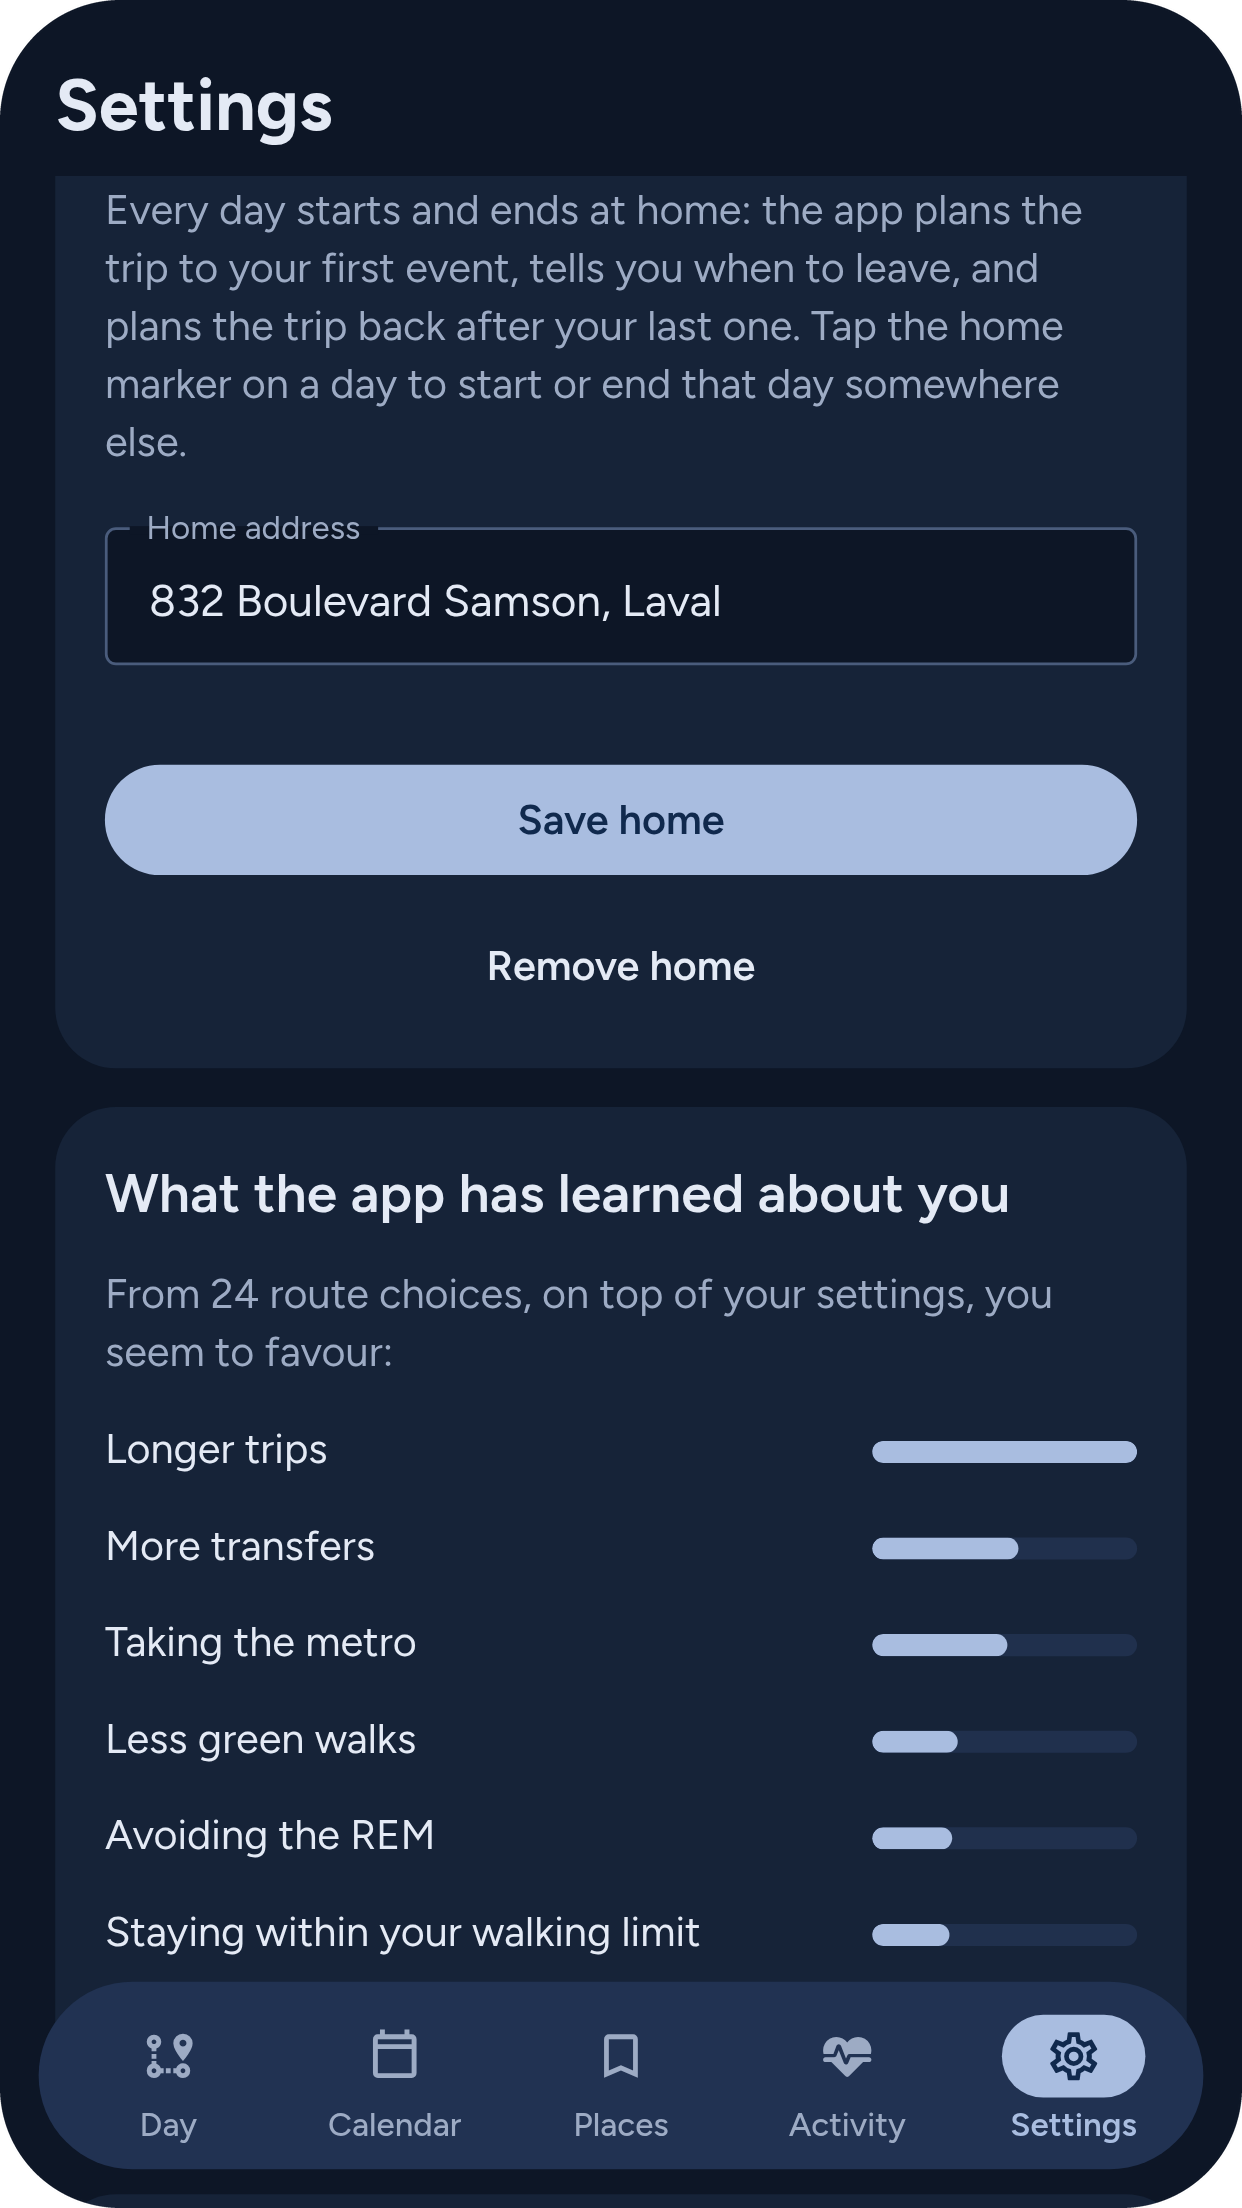 Settings
Every day starts and ends at home: the app plans the
trip to your first event, tells you when to leave, and
plans the trip back after your last one. Tap the home
marker on a day to start or end that day somewhere
else.
Home address
832 Boulevard Samson, Laval
Save home
Remove home
What the app has learned about you
From 24 route choices, on top of your settings, you
seem to favour:
Longer trips
More transfers
Taking the metro
Less green walks
Avoiding the REM
Staying within your walking limit
Day
Calendar
Places
Activity
Settings